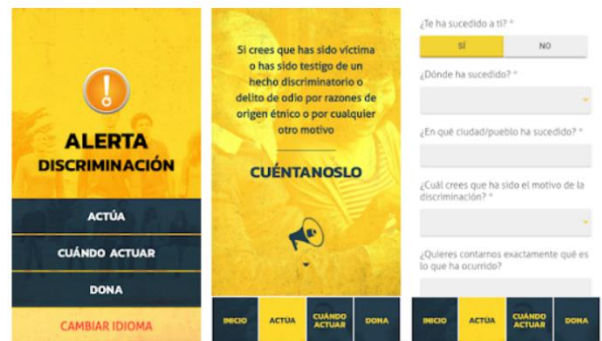 ALERTA
DISCRIMINACIÓN
ACTÚA
CUÁNDO ACTUAR
DONA
CAMBIAR IDIOMA
Si crees que has sido víctima
o has sido testigo de un
hecho discriminatorio o
delito de odio por razones de
origen étnico o por cualquier
otro motivo
CUÉNTANOSLO
INICIO
ACTÚA
CUÁNDO
ACTUAR
DONA
¿Te ha sucedido a ti? *
SÍ
NO
¿Dónde ha sucedido? *
¿En qué ciudad/pueblo ha sucedido? *
¿Cuál crees que ha sido el motivo de la
discriminación? *
¿Quieres contarnos exactamente qué es
lo que ha ocurrido?
INICIO
ACTÚA
CUÁNDO
ACTUAR
DONA